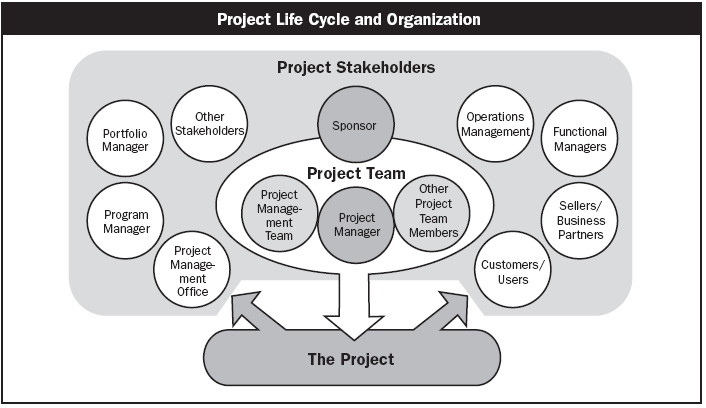 Project Life Cycle and Organization
Project Stakeholders
Portfolio
Manager
Other
Stakeholders
Sponsor
Operations
Management
Functional
Managers
Project Team
Program
Manager
Project
Manage-
ment
Team
Project
Manager
Other
Project
Team
Members
Sellers/
Business
Partners
Project
Manage-
ment
Office
Customers/
Users
The Project